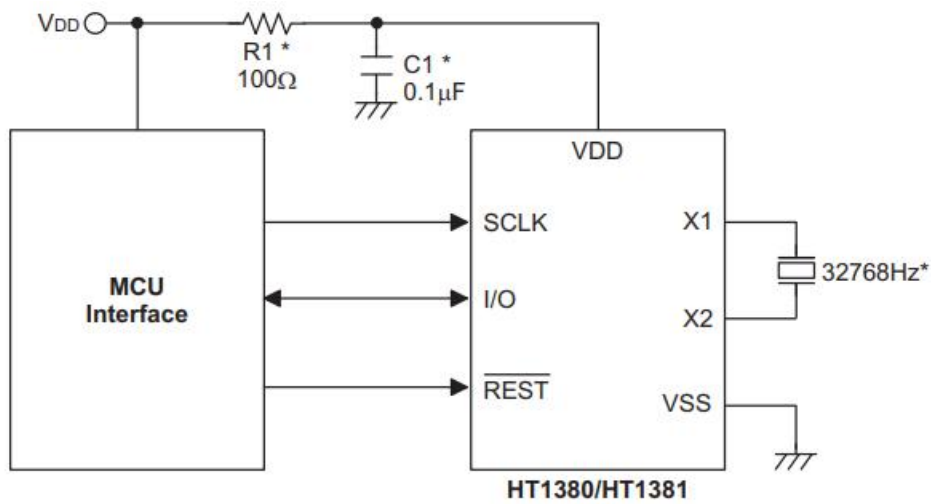 VDD
R1 *
100Ω
C1 *
0.1μF
VDD
SCLK
X1
MCU
Interface
I/O
32768Hz*
X2
REST
VSS
HT1380/HT1381